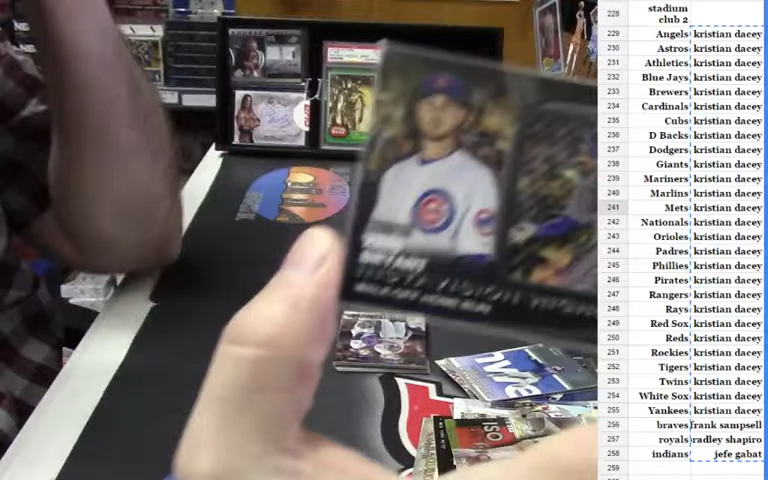 228 stadium
club 2
229 Angels kristian dacey
230 Astros kristian dacey
231 Athletics kristian dacey
232 Blue Jays kristian dacey
233 Brewers kristian dacey
234 Cardinals kristian dacey
235 Cubs kristian dacey
236 D Backs kristian dacey
237 Dodgers kristian dacey
238 Giants kristian dacey
239 Mariners kristian dacey
240 Marlins kristian dacey
241 Mets kristian dacey
242 Nationals kristian dacey
243 Orioles kristian dacey
244 Padres kristian dacey
245 Phillies kristian dacey
246 Pirates kristian dacey
247 Rangers kristian dacey
248 Rays kristian dacey
249 Red Sox kristian dacey
250 Reds kristian dacey
251 Rockies kristian dacey
252 Tigers kristian dacey
253 Twins kristian dacey
254 White Sox kristian dacey
255 Yankees kristian dacey
256 braves frank sampsell
257 royals radley shapiro
258 indians jefe gabat
259